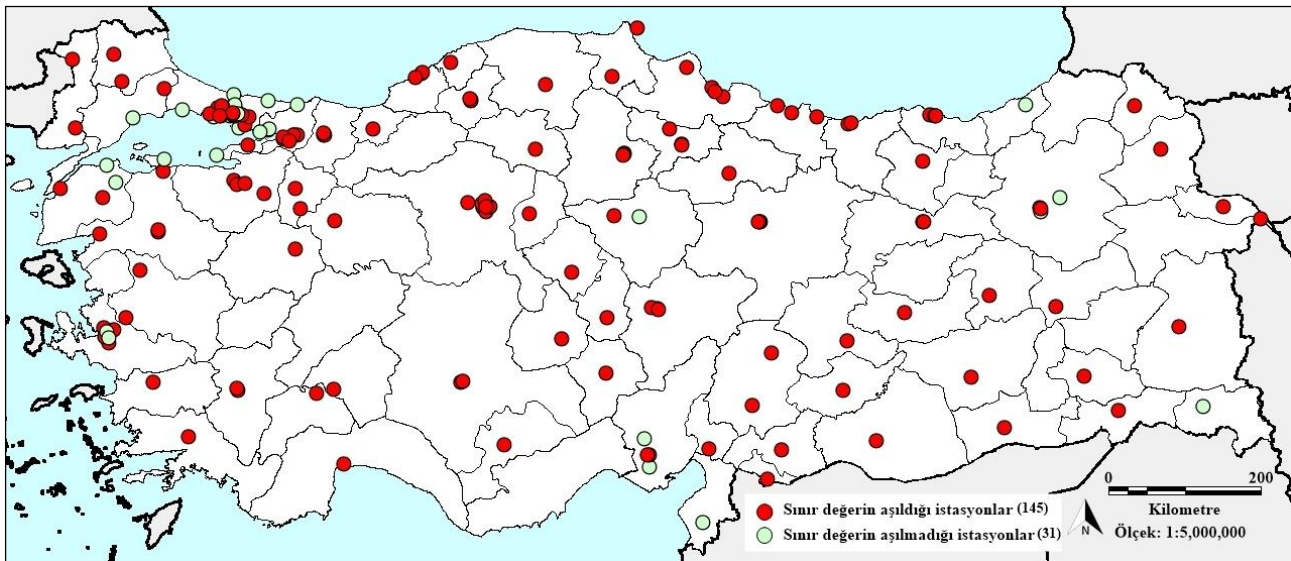 0 200
Kilometre
Ölçek: 1:5,000,000
N
Sınır değerin aşıldığı istasyonlar (145)
Sınır değerin aşılmadığı istasyonlar (31)